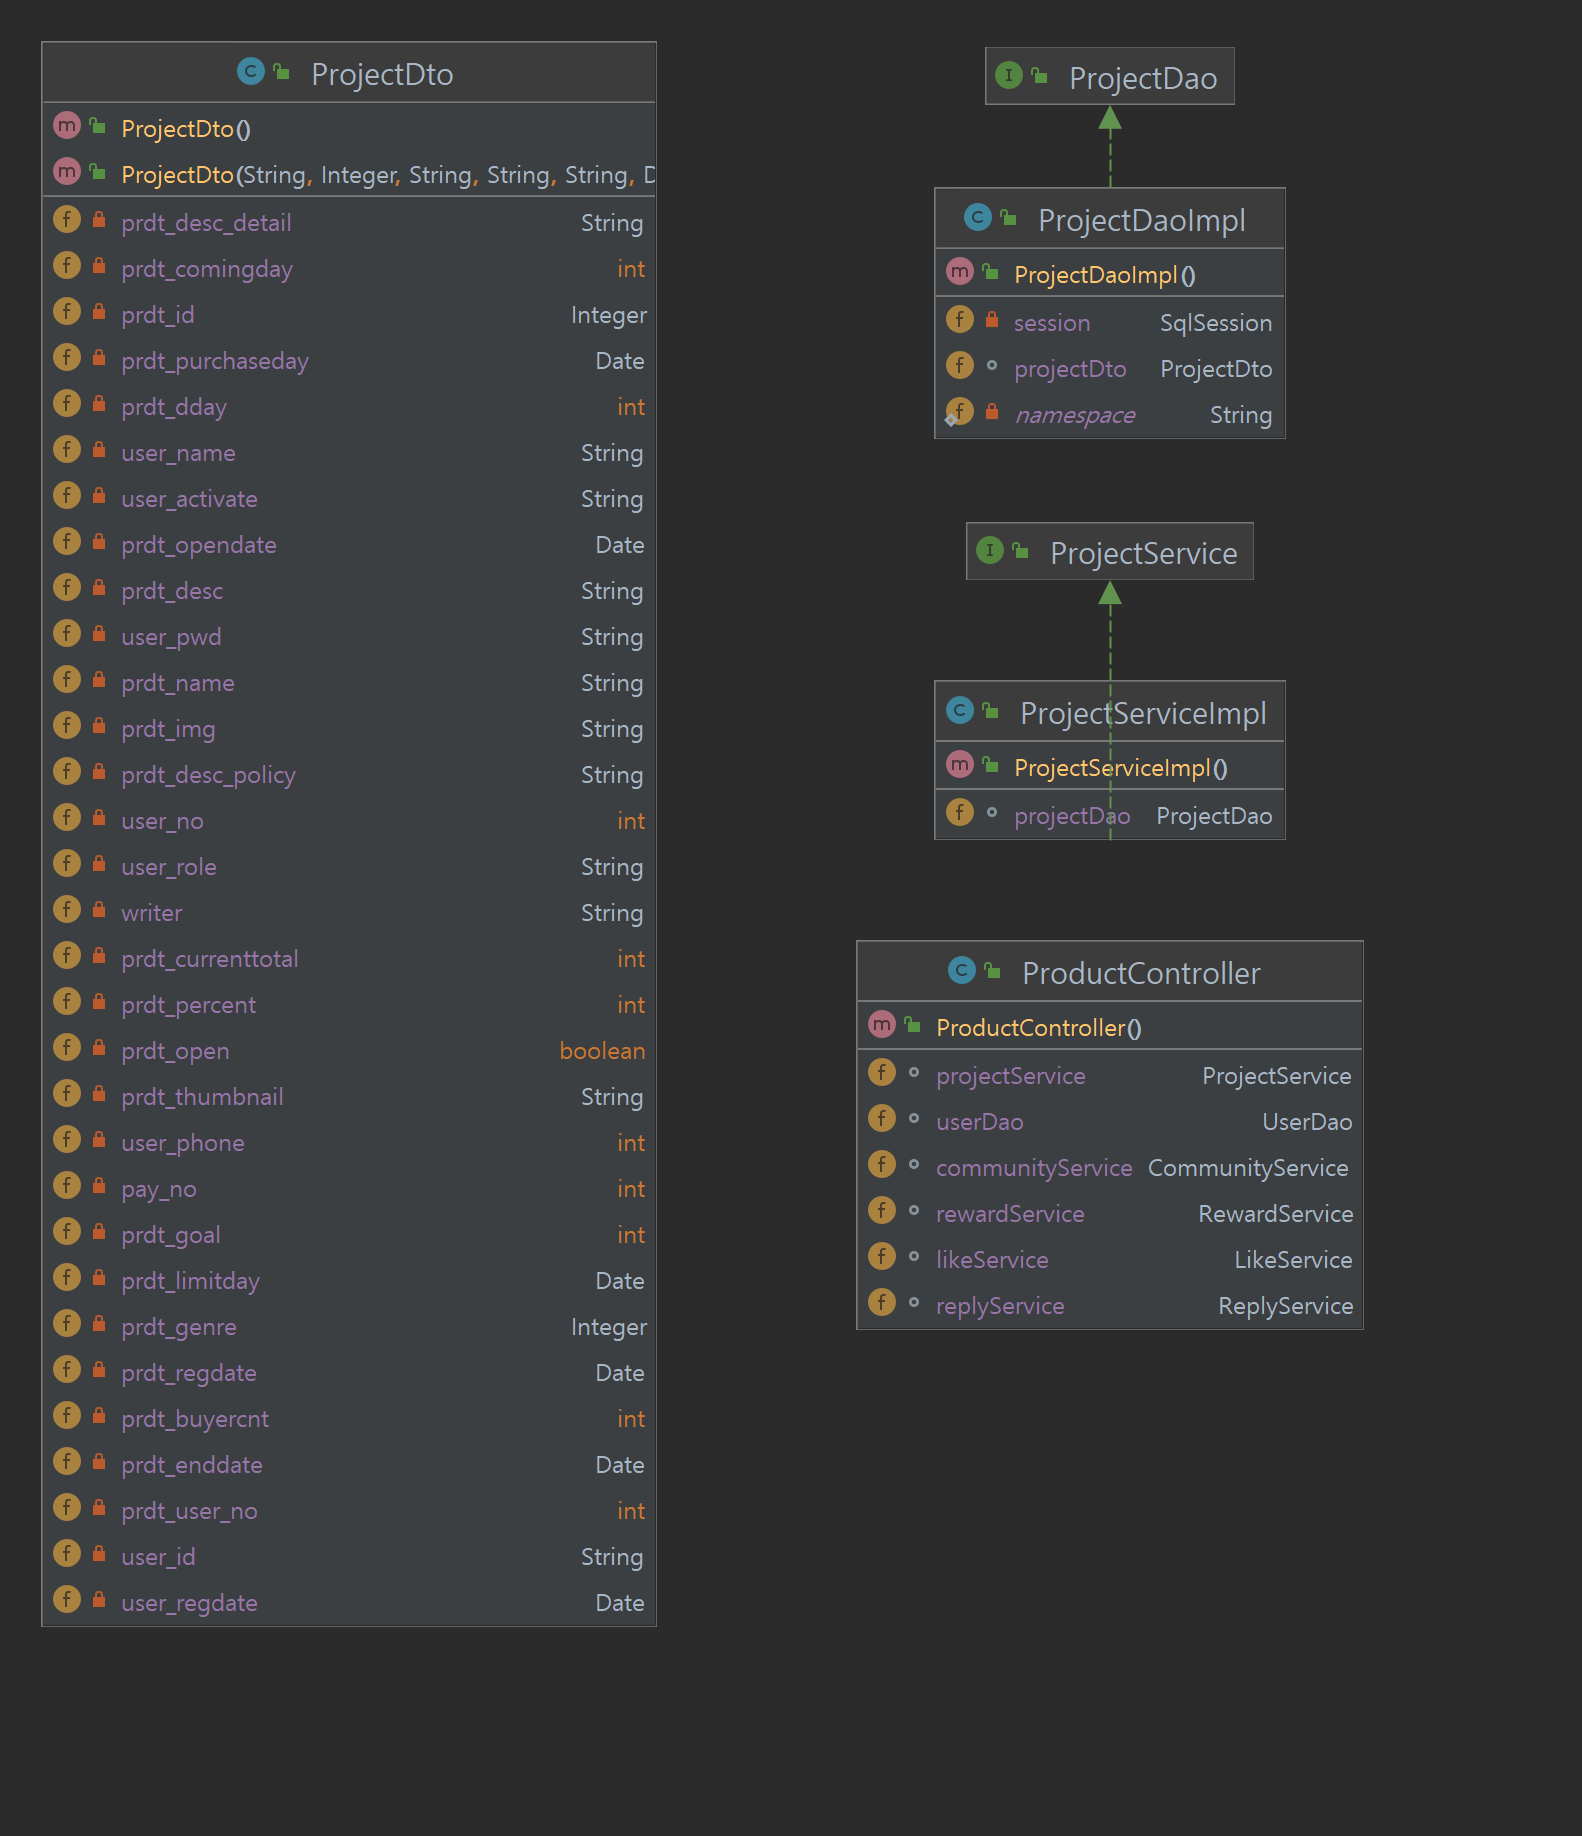 ProjectDto
ProjectDto()
ProjectDto(String, Integer, String, String, String, D
prdt_desc_detail String
prdt_comingday int
prdt_id Integer
prdt_purchaseday Date
prdt_dday int
user_name String
user_activate String
prdt_opendate Date
prdt_desc String
user_pwd String
prdt_name String
prdt_img String
prdt_desc_policy String
user_no int
user_role String
writer String
prdt_currenttotal int
prdt_percent int
prdt_open boolean
prdt_thumbnail String
user_phone int
pay_no int
prdt_goal int
prdt_limitday Date
prdt_genre Integer
prdt_regdate Date
prdt_buyercnt int
prdt_enddate Date
prdt_user_no int
user_id String
user_regdate Date
ProjectDao
ProjectDaoImpl
ProjectDaoImpl()
session SqlSession
projectDto ProjectDto
namespace String
ProjectService
ProjectServiceImpl
ProjectServiceImpl()
projectDao ProjectDao
ProductController
ProductController()
projectService ProjectService
userDao UserDao
communityService CommunityService
rewardService RewardService
likeService LikeService
replyService ReplyService